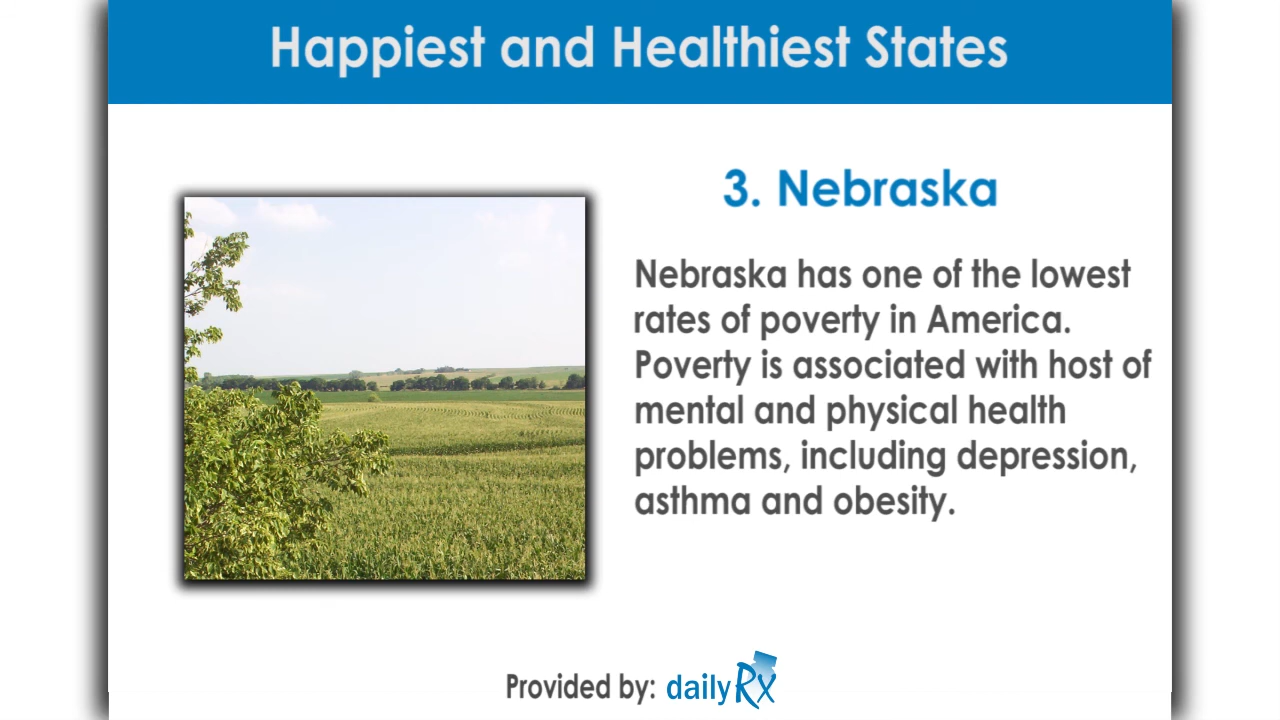 Happiest and Healthiest States
3. Nebraska
Nebraska has one of the lowest
rates of poverty in America.
Poverty is associated with host of
mental and physical health
problems, including depression,
asthma and obesity.
Provided by: dailyRx